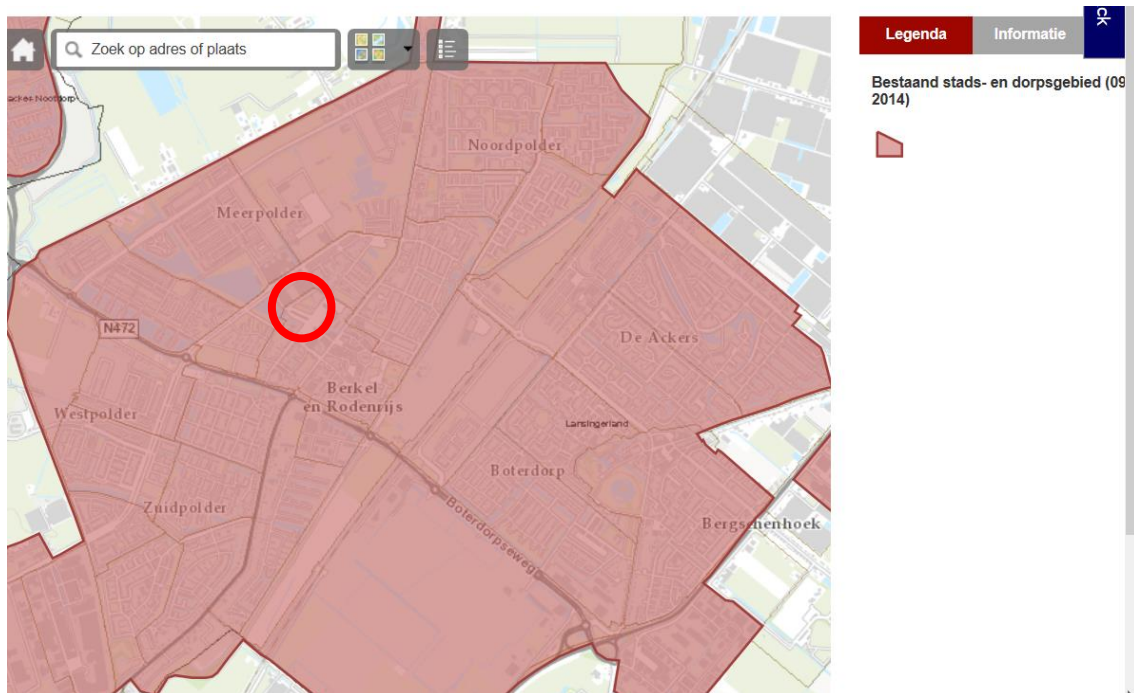 Zoek op adres of plaats
Legenda
Informatie
ck
Bestaand stads- en dorpsgebied (09
2014)
Noordpolder
Meerpolder
N472
De Ackers
Berkel
en Rodenrijs
Westpolder
Lansingerland
Boterdorp
Zuidpolder
Boterdorpseweg
Bergschenhoek